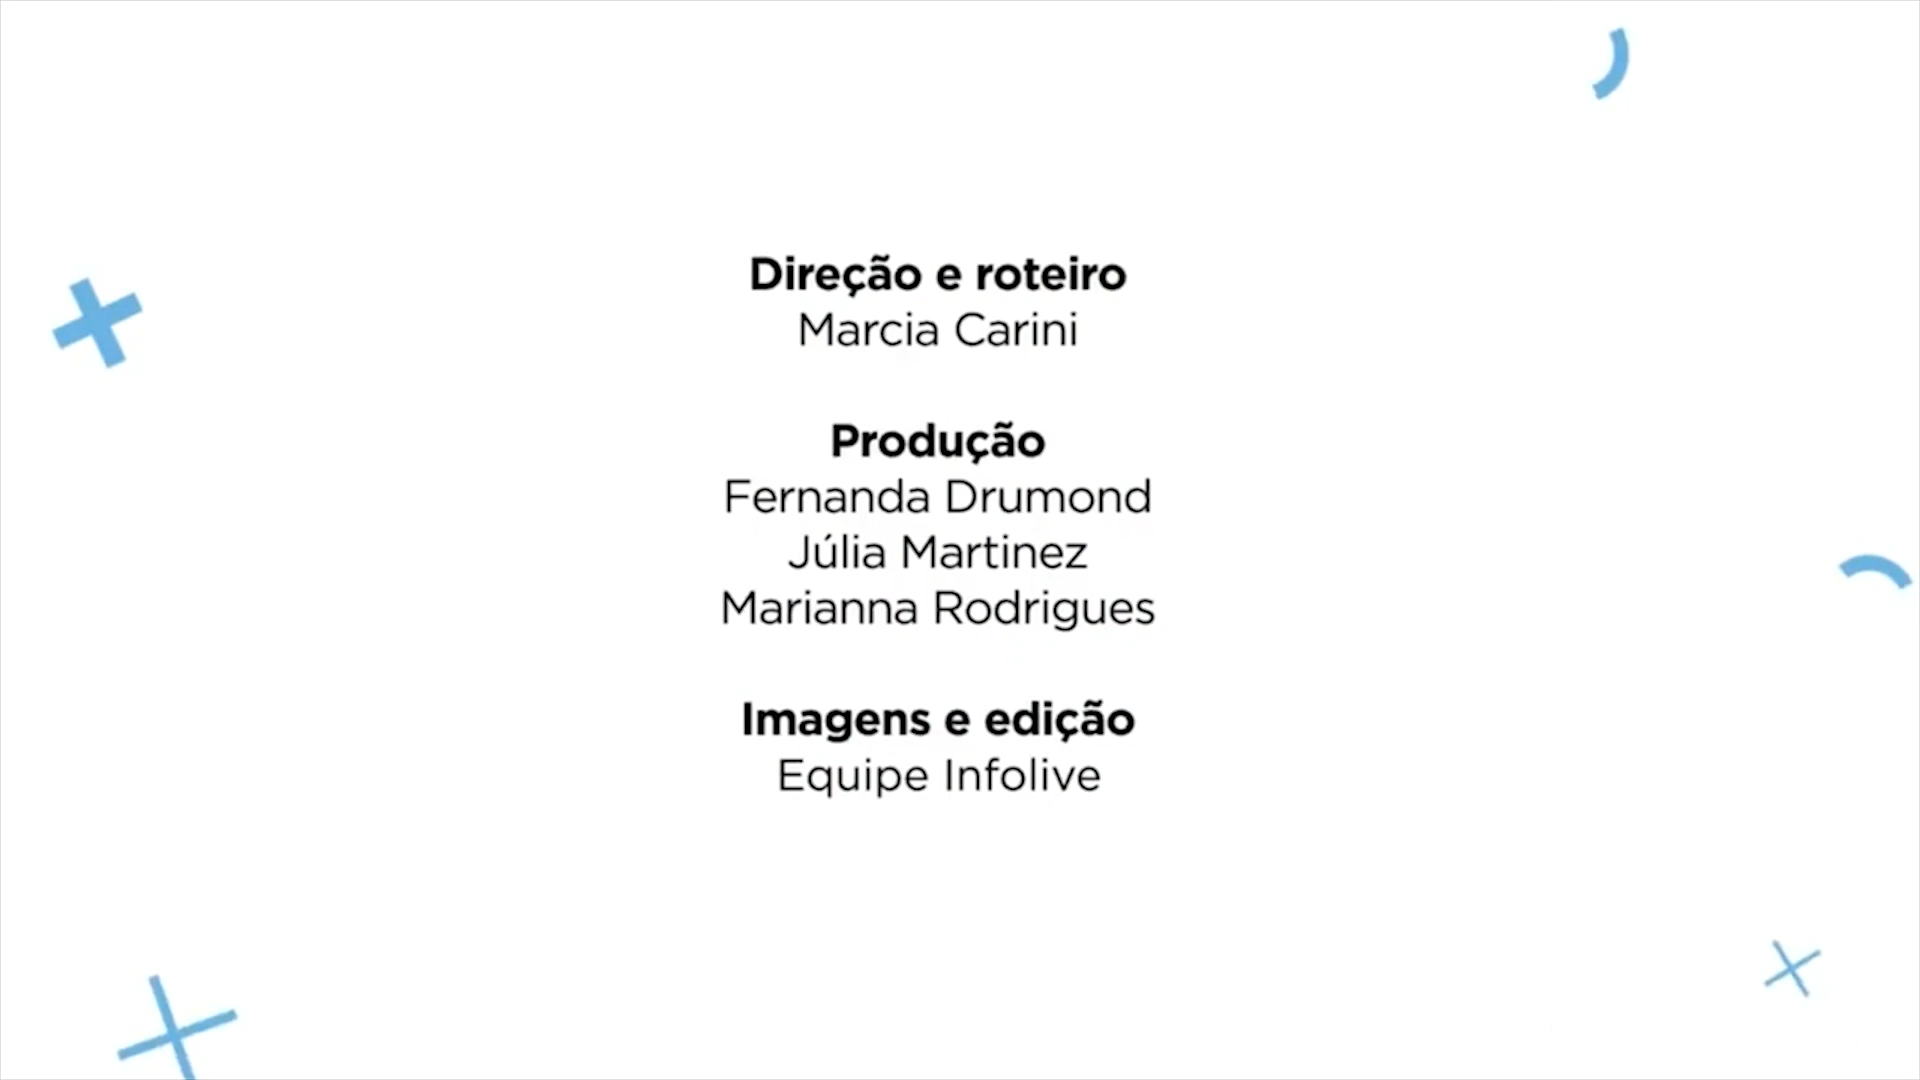 Direção e roteiro
Marcia Carini
Produção
Fernanda Drumond
Júlia Martinez
Marianna Rodrigues
Imagens e edição
Equipe Infolive